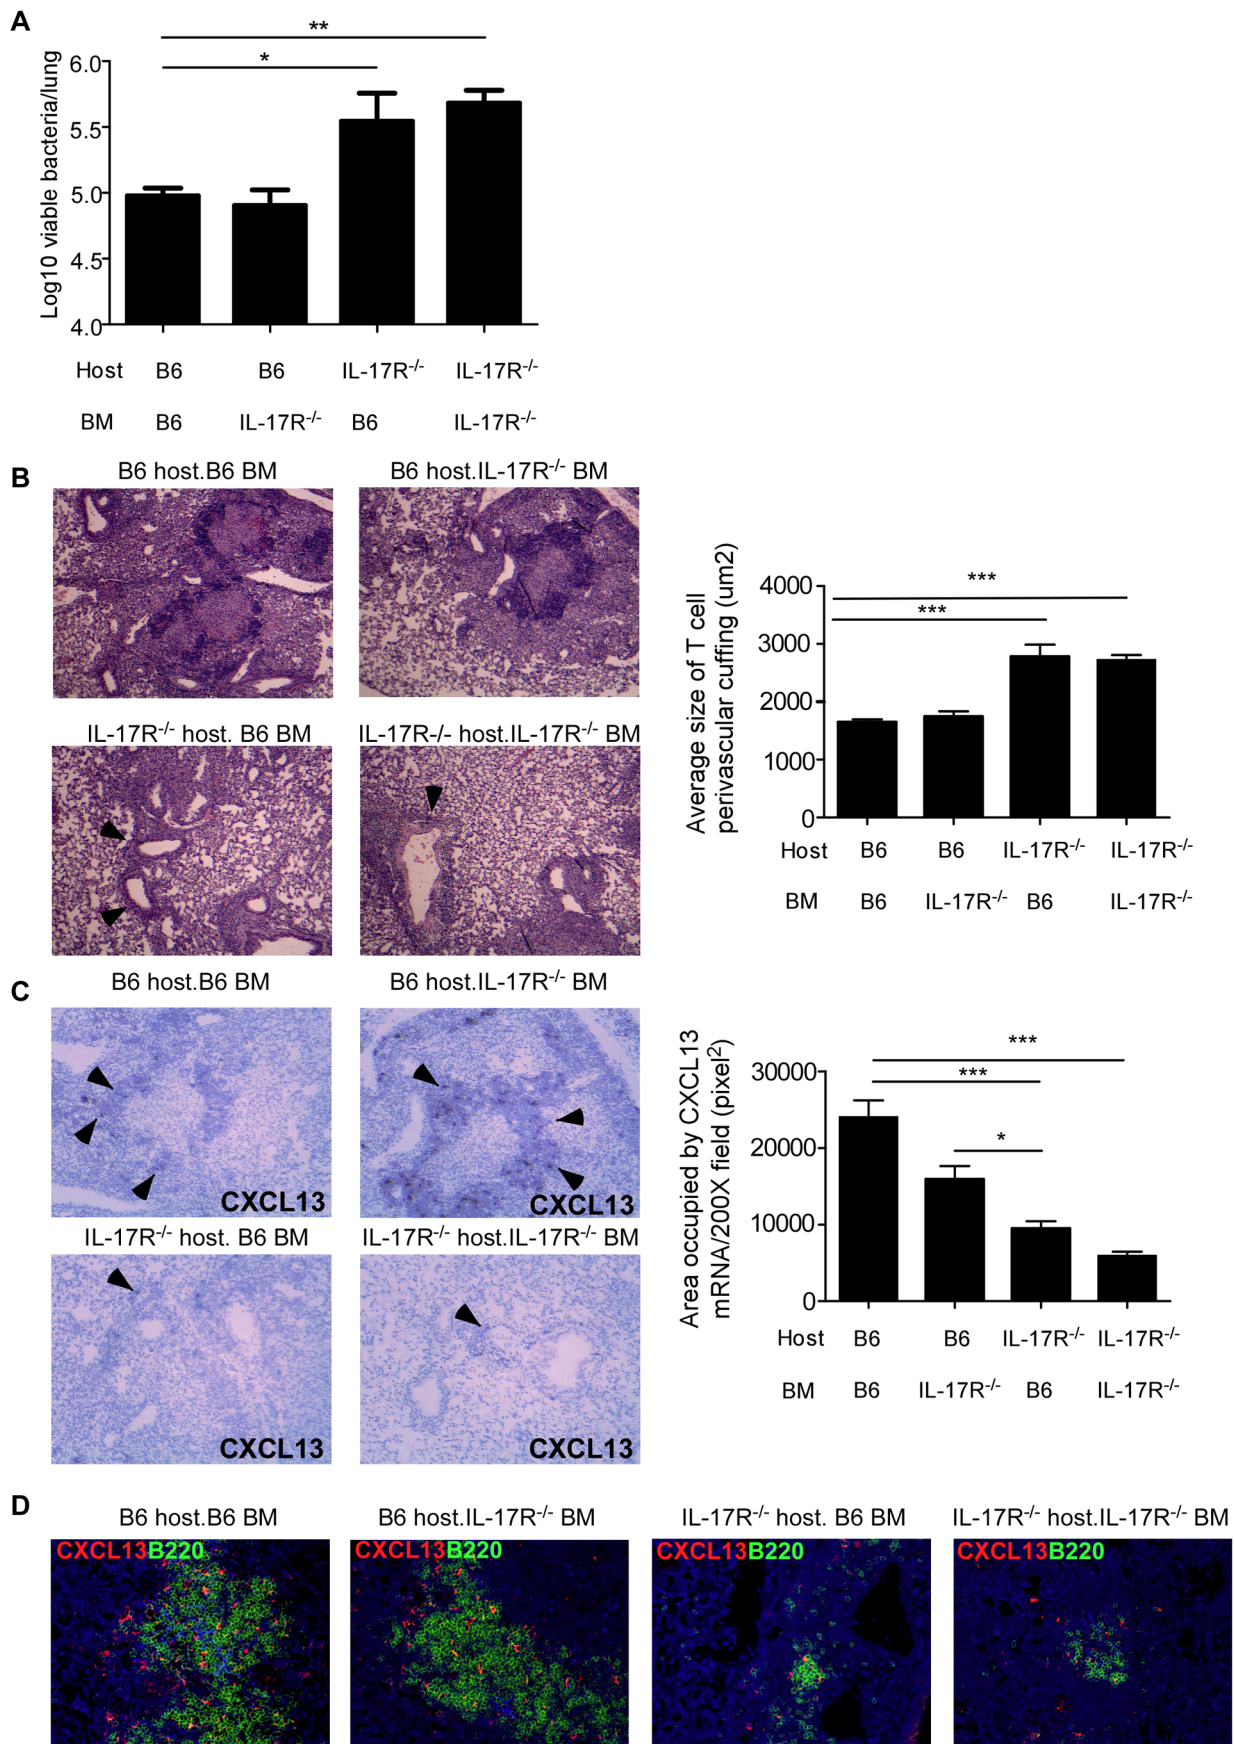 A
**
*
Log10 viable bacteria/lung
6.0
5.5
5.0
4.5
4.0
Host B6 B6 IL-17R-/- IL-17R-/-
BM B6 IL-17R-/- B6 IL-17R-/-
B
B6 host.B6 BM
B6 host.IL-17R-/- BM
IL-17R-/- host. B6 BM
IL-17R-/- host.IL-17R-/- BM
Average size of T cell
perivascular cuffing (um2)
***
***
4000
3000
2000
1000
0
Host B6 B6 IL-17R-/- IL-17R-/-
BM B6 IL-17R-/- B6 IL-17R-/-
C
B6 host.B6 BM
B6 host.IL-17R-/- BM
CXCL13
CXCL13
IL-17R-/- host. B6 BM
IL-17R-/- host.IL-17R-/- BM
CXCL13
CXCL13
Area occupied by CXCL13
mRNA/200X field (pixel2)
***
***
*
30000
20000
10000
0
Host B6 B6 IL-17R-/- IL-17R-/-
BM B6 IL-17R-/- B6 IL-17R-/-
D
B6 host.B6 BM
B6 host.IL-17R-/- BM
IL-17R-/- host. B6 BM
IL-17R-/- host.IL-17R-/- BM
CXCL13B220
CXCL13B220
CXCL13B220
CXCL13B220